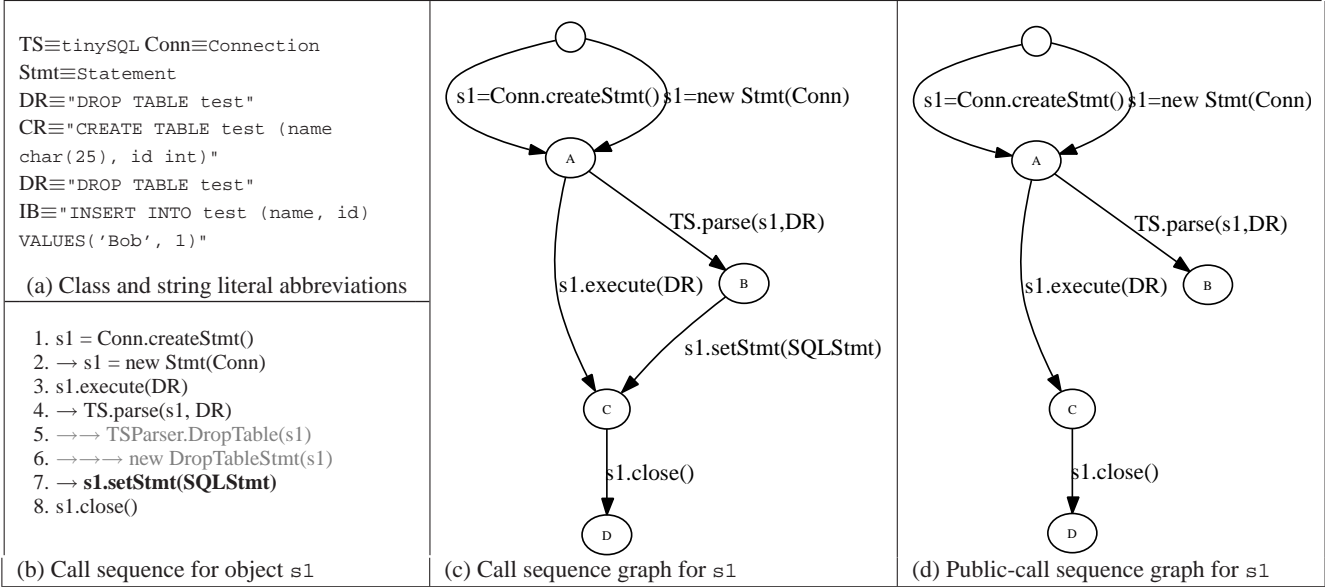 TS≡tinySQL Conn≡Connection
Stmt≡Statement
DR≡"DROP TABLE test"
CR≡"CREATE TABLE test (name
char(25), id int)"
DR≡"DROP TABLE test"
IB≡"INSERT INTO test (name, id)
VALUES('Bob', 1)"
(a) Class and string literal abbreviations
1. s1 = Conn.createStmt()
2. → s1 = new Stmt(Conn)
3. s1.execute(DR)
4. → TS.parse(s1, DR)
5. →→ TSParser.DropTable(s1)
6. →→→ new DropTableStmt(s1)
7. → s1.setStmt(SQLStmt)
8. s1.close()
(b) Call sequence for object s1
s1=Conn.createStmt()
s1=new Stmt(Conn)
A
TS.parse(s1,DR)
s1.execute(DR)
B
s1.setStmt(SQLStmt)
C
s1.close()
D
(c) Call sequence graph for s1
s1=Conn.createStmt()
s1=new Stmt(Conn)
A
TS.parse(s1,DR)
s1.execute(DR)
B
C
s1.close()
D
(d) Public-call sequence graph for s1